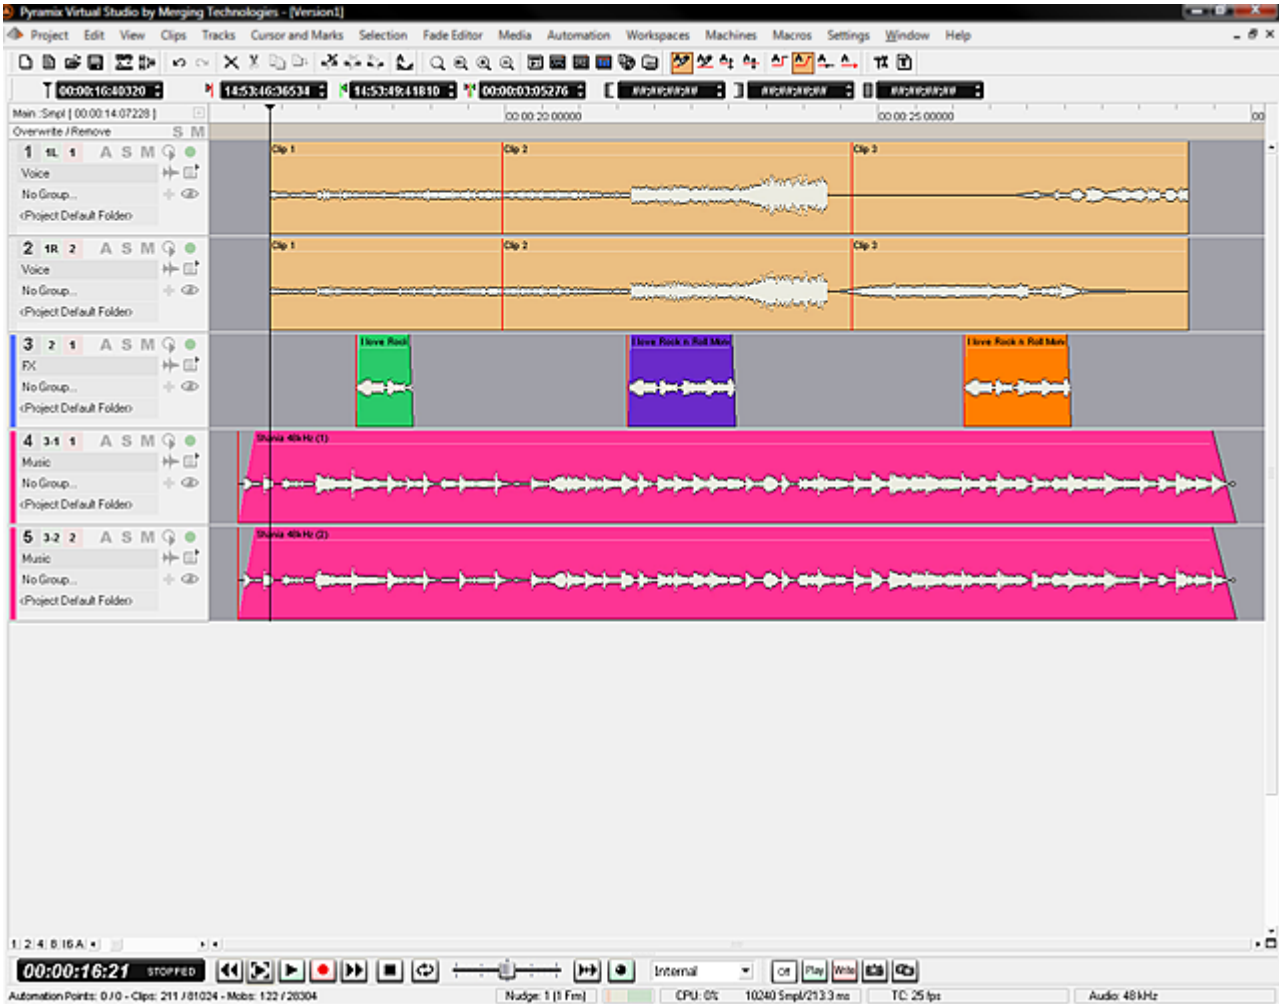 Pyramix Virtual Studio by Merging Technologies - [Version1]
Project Edit View Clips Tracks Cursor and Marks Selection Fade Editor Media Automation Workspaces Machines Macros Settings Window Help
00:00:16:40320 14:53:46:36534 14:53:49:41810 00:00:03:05276 ##:##:##:## ##:##:##:## ##:##:##:##
Main :Smpl [ 00:00:14.07228 ] 00:00:20:00000 00:00:25:00000 00
Overwrite / Remove S M
1 1L 1 A S M Clip 1 Clip 2 Clip 3
Voice
No Group...
<Project Default Folder>
2 1R 2 A S M Clip 1 Clip 2 Clip 3
Voice
No Group...
<Project Default Folder>
3 2 1 A S M I love Rock I love Rock n Roll Mon I love Rock n Roll Mon
FX
No Group...
<Project Default Folder>
4 3-1 1 A S M Shania 48kHz (1)
Music
No Group...
<Project Default Folder>
5 3-2 2 A S M Shania 48kHz (2)
Music
No Group...
<Project Default Folder>
1 2 4 8 16 A
00:00:16:21 STOPPED Internal Off Play Write
Automation Points: 0 / 0 - Clips: 211 / 81024 - Mobs: 122 / 28304 Nudge: 1 [1 Frm] CPU: 0% 10240 Smpl/213.3 ms TC: 25 fps Audio: 48 kHz